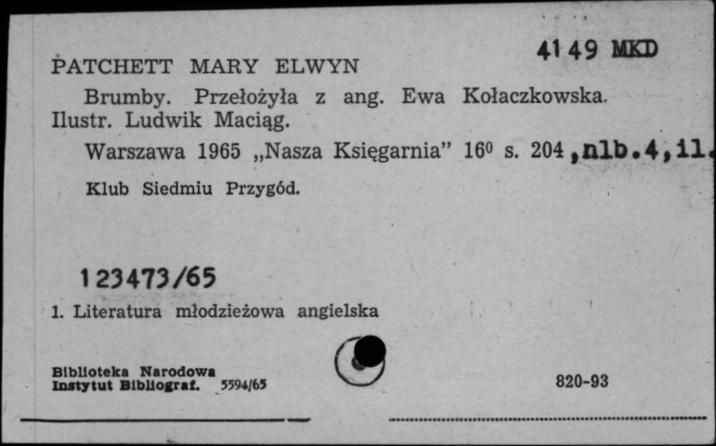 4149 MKD
PATCHETT MARY ELWYN
Brumby. Przełożyła z ang. Ewa Kołaczkowska.
Ilustr. Ludwik Maciąg.
Warszawa 1965 „Nasza Księgarnia” 16⁰ s. 204,nlb.4,il.
Klub Siedmiu Przygód.
123473/65
1. Literatura młodzieżowa angielska
Biblioteka Narodowa
Instytut Bibliograf. 5594/65
820-93